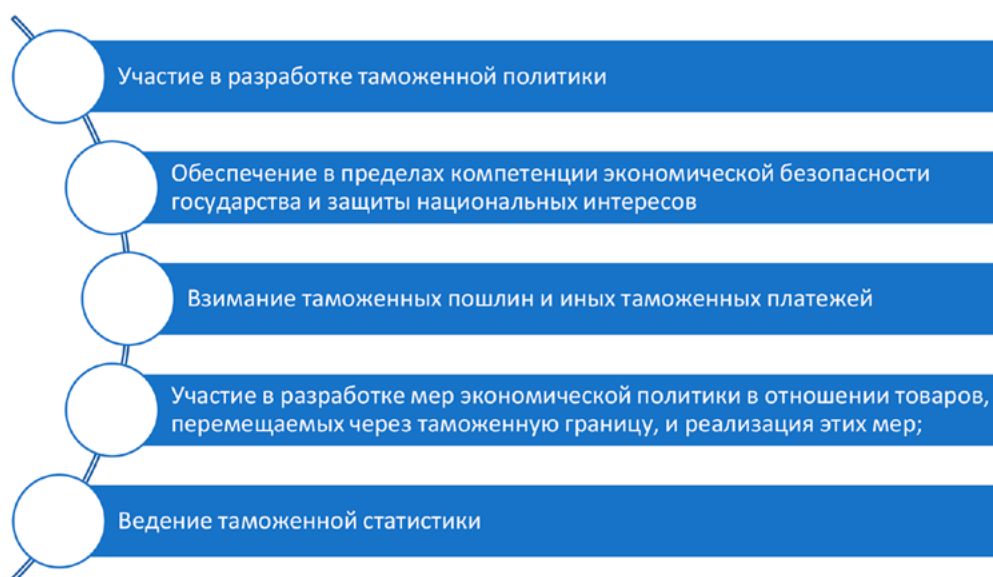 Участие в разработке таможенной политики
Обеспечение в пределах компетенции экономической безопасности
государства и защиты национальных интересов
Взимание таможенных пошлин и иных таможенных платежей
Участие в разработке мер экономической политики в отношении товаров,
перемещаемых через таможенную границу, и реализация этих мер;
Ведение таможенной статистики